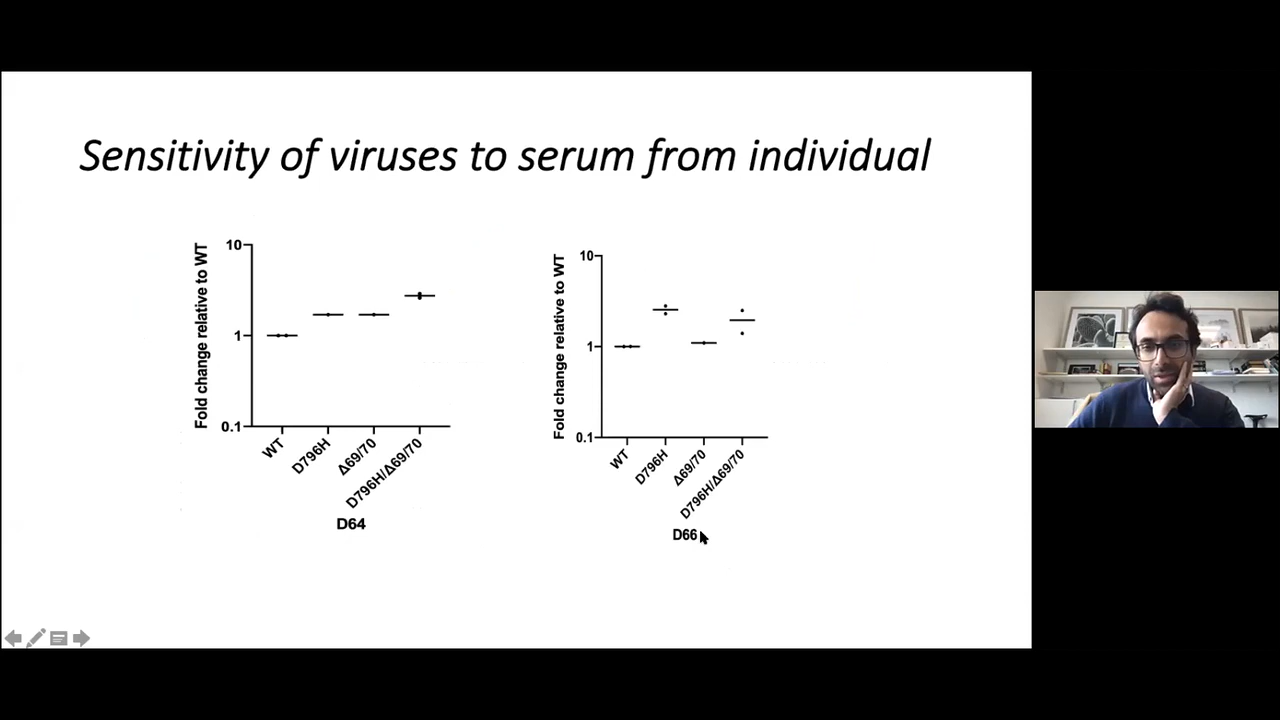 Sensitivity of viruses to serum from individual
Fold change relative to WT
10
1
0.1
WT
D796H
Δ69/70
D796H/Δ69/70
D64
Fold change relative to WT
10
1
0.1
WT
D796H
Δ69/70
D796H/Δ69/70
D66